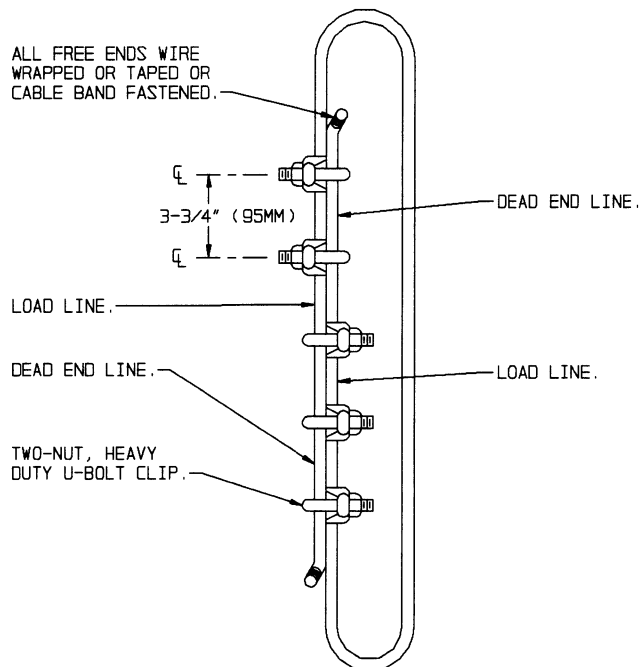 ALL FREE ENDS WIRE
WRAPPED OR TAPED OR
CABLE BAND FASTENED.
℄
3-3/4" (95MM)
DEAD END LINE.
℄
LOAD LINE.
DEAD END LINE.
LOAD LINE.
TWO-NUT, HEAVY
DUTY U-BOLT CLIP.